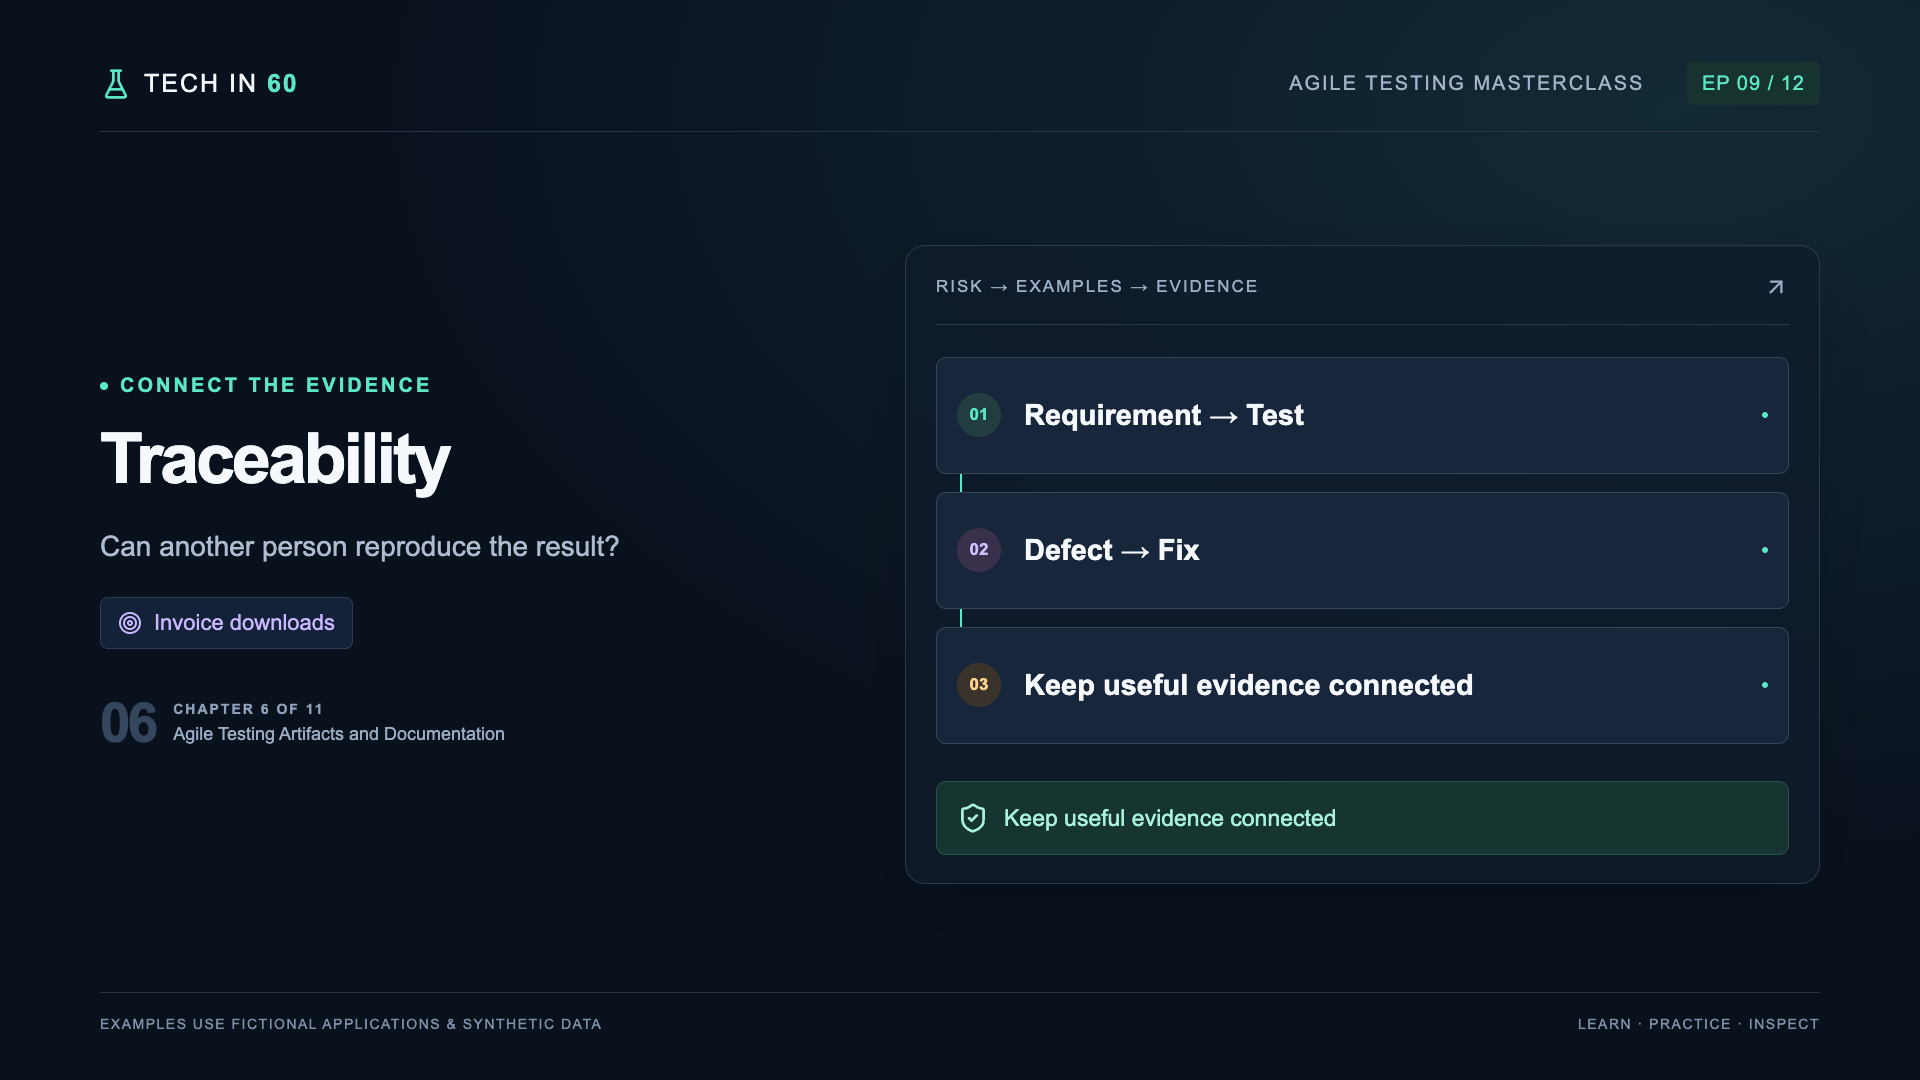 TECH IN 60
AGILE TESTING MASTERCLASS
EP 09 / 12
CONNECT THE EVIDENCE
Traceability
Can another person reproduce the result?
Invoice downloads
06
CHAPTER 6 OF 11
Agile Testing Artifacts and Documentation
RISK → EXAMPLES → EVIDENCE
01 Requirement → Test
02 Defect → Fix
03 Keep useful evidence connected
Keep useful evidence connected
EXAMPLES USE FICTIONAL APPLICATIONS & SYNTHETIC DATA
LEARN · PRACTICE · INSPECT